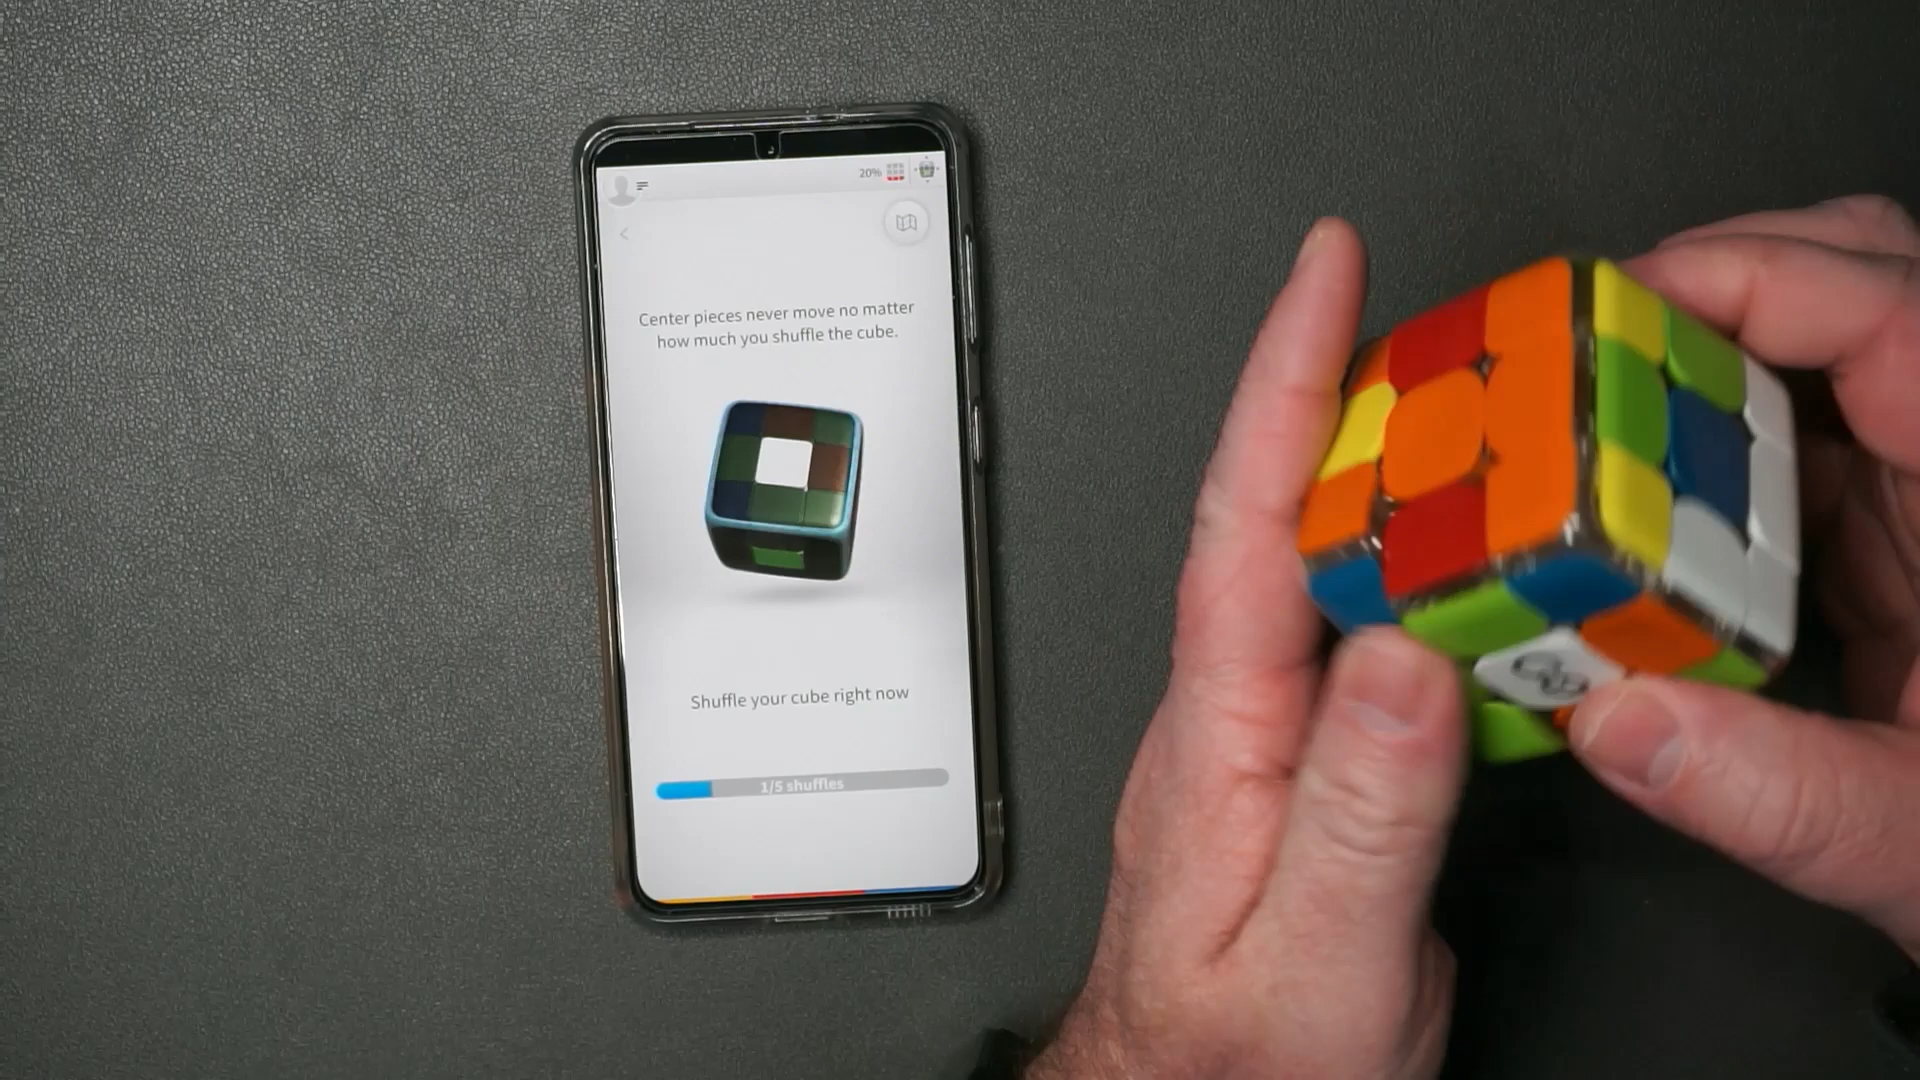 20%
Center pieces never move no matter
how much you shuffle the cube.
Shuffle your cube right now
1/5 shuffles